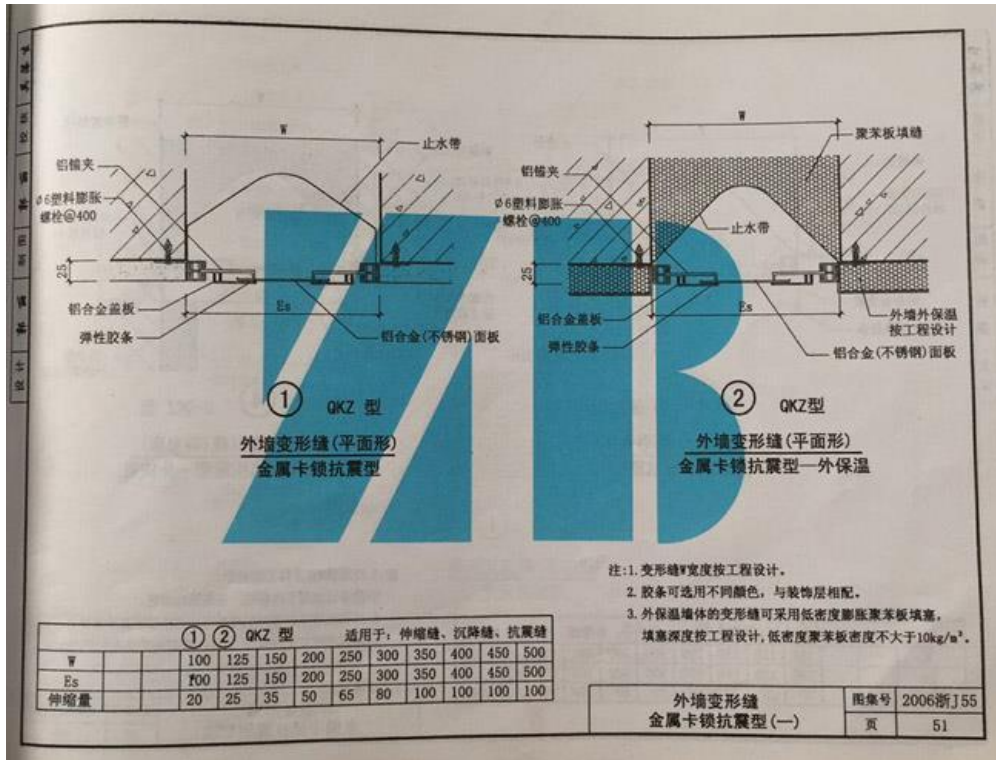 W
止水带
铝锚夹
φ6塑料膨胀
螺栓@400
25
铝合金盖板
弹性胶条
Es
铝合金(不锈钢)面板
① QKZ 型
外墙变形缝(平面形)
金属卡锁抗震型
W
聚苯板填缝
铝锚夹
φ6塑料膨胀
螺栓@400
止水带
25
铝合金盖板
弹性胶条
Es
外墙外保温
按工程设计
铝合金(不锈钢)面板
② QKZ型
外墙变形缝(平面形)
金属卡锁抗震型—外保温
注:1.变形缝W宽度按工程设计。
2.胶条可选用不同颜色，与装饰层相配。
3.外保温墙体的变形缝可采用低密度膨胀聚苯板填塞，
填塞深度按工程设计,低密度聚苯板密度不大于10kg/m³。
① ② QKZ 型 适用于: 伸缩缝、沉降缝、抗震缝
W 100 125 150 200 250 300 350 400 450 500
Es 100 125 150 200 250 300 350 400 450 500
伸缩量 20 25 35 50 65 80 100 100 100 100
外墙变形缝
金属卡锁抗震型(一)
图集号 2006浙J55
页 51
校核
制图
设计
ZJB